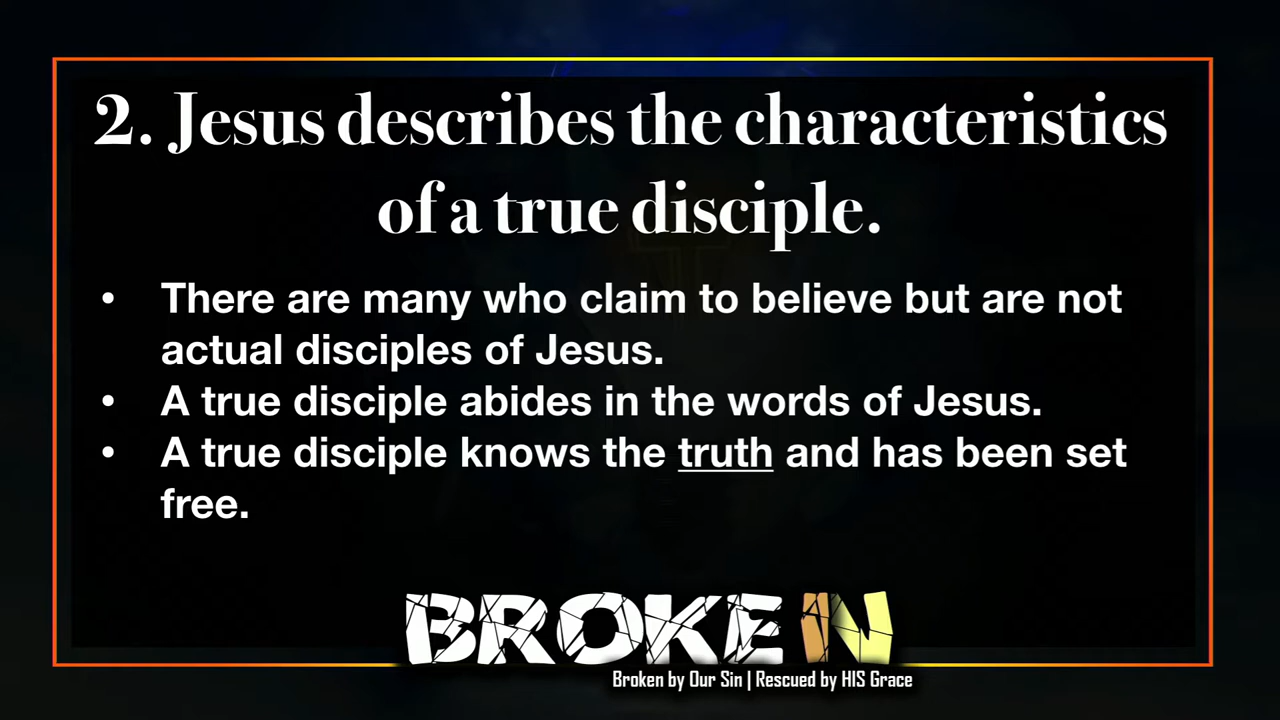 2. Jesus describes the characteristics
of a true disciple.
• There are many who claim to believe but are not
actual disciples of Jesus.
• A true disciple abides in the words of Jesus.
• A true disciple knows the truth and has been set
free.
BROKEN
Broken by Our Sin | Rescued by HIS Grace